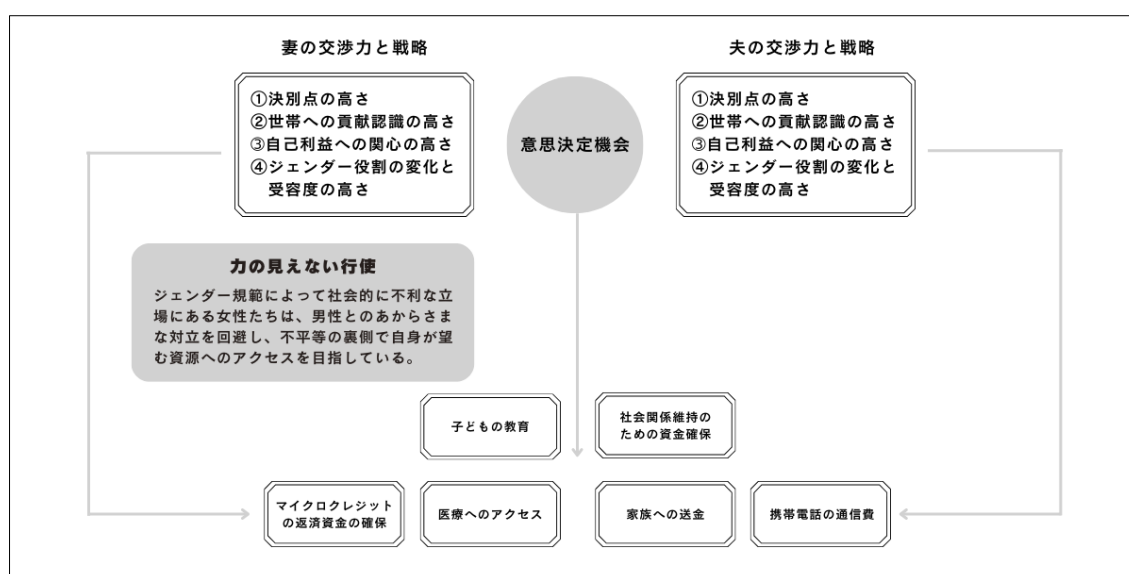 妻の交渉力と戦略
①決別点の高さ
②世帯への貢献認識の高さ
③自己利益への関心の高さ
④ジェンダー役割の変化と
受容度の高さ
意思決定機会
夫の交渉力と戦略
①決別点の高さ
②世帯への貢献認識の高さ
③自己利益への関心の高さ
④ジェンダー役割の変化と
受容度の高さ
力の見えない行使
ジェンダー規範によって社会的に不利な立
場にある女性たちは、男性とのあからさま
な対立を回避し、不平等の裏側で自身が望
む資源へのアクセスを目指している。
子どもの教育
社会関係維持の
ための資金確保
マイクロクレジット
の返済資金の確保
医療へのアクセス
家族への送金
携帯電話の通信費